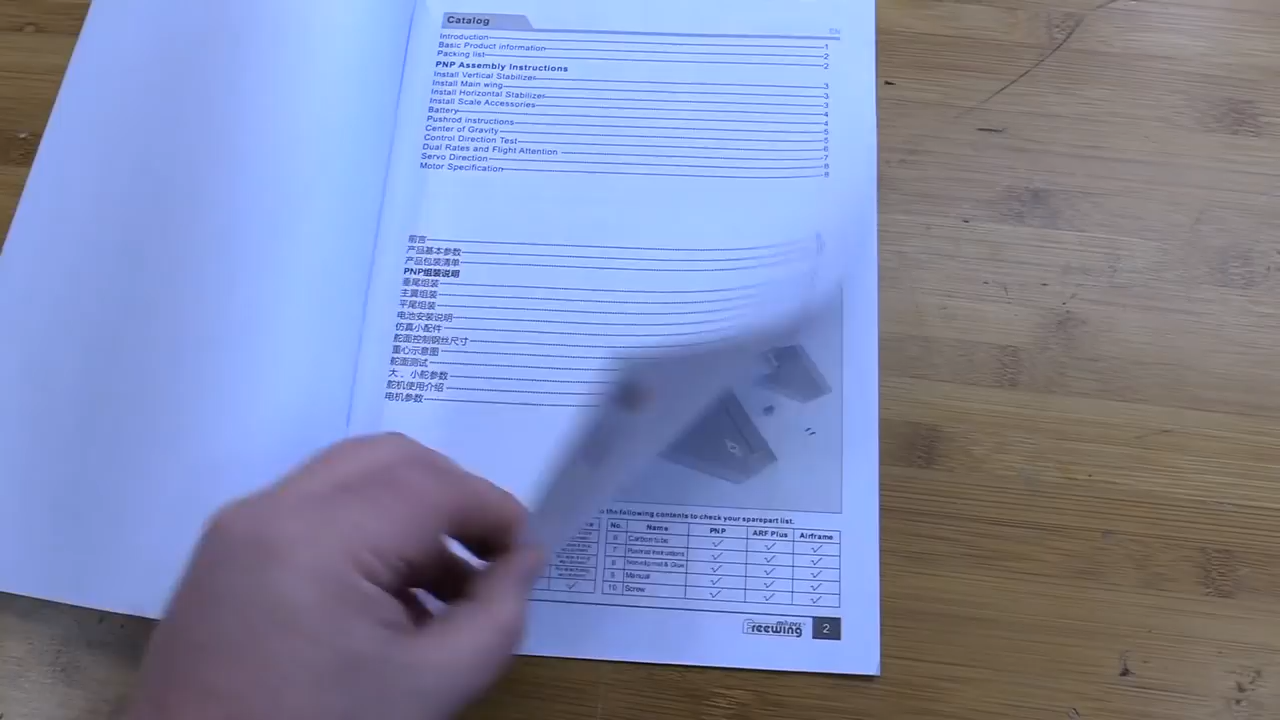 Catalog
EN
Introduction 1
Basic Product information 2
Packing list 2
PNP Assembly Instructions
Install Vertical Stabilizer 3
Install Main wing 3
Install Horizontal Stabilizer 3
Install Scale Accessories 4
Battery 4
Pushrod instructions 5
Center of Gravity 5
Control Direction Test 6
Dual Rates and Flight Attention 7
Servo Direction 8
Motor Specification 8
前言
产品基本参数
产品包装清单
PNP组装说明
垂尾组装
主翼组装
平尾组装
电池安装说明
仿真小配件
舵面控制钢丝尺寸
重心示意图
舵面测试
大、小舵参数
舵机使用介绍
电机参数
the following contents to check your sparepart list.
No. Name PNP ARF Plus Airframe
6 Carbon tube ✓ ✓ ✓
7 Pushrod instructions ✓ ✓ ✓
8 & Glue ✓ ✓ ✓
9 Manual ✓ ✓ ✓
10 Screw ✓ ✓ ✓
Freewing MODEL
2